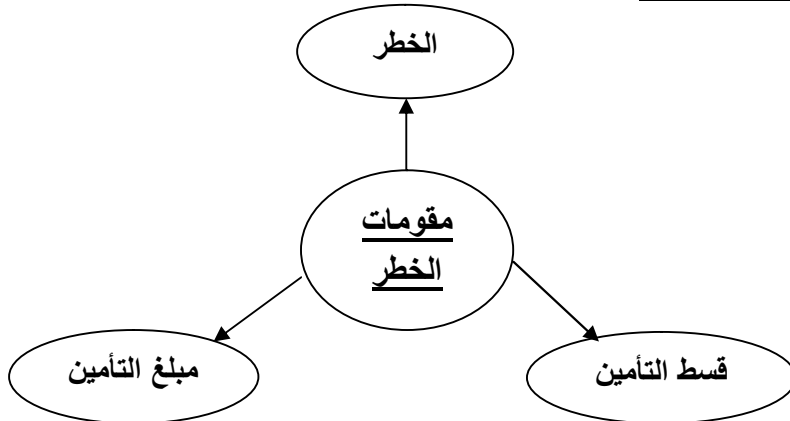 الخطر
مقومات
الخطر
قسط التأمين
مبلغ التأمين